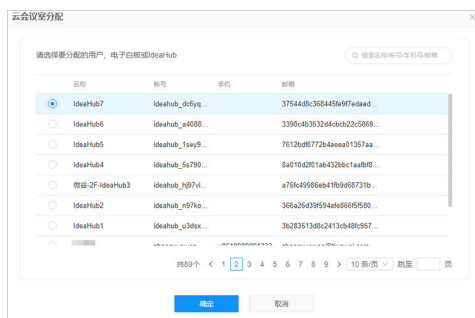 云会议室分配
请选择要分配的用户、电子白板或IdeaHub
搜索名称/帐号/手机号/邮箱
名称 帐号 手机 邮箱
IdeaHub7 ideahub_dc6yq... 37544d8c368445fe9f7edaad...
IdeaHub6 ideahub_a4088... 3390c4b3532d4cbcb22c5869...
IdeaHub5 ideahub_1sey9... 7612bdf0772b4aeea01357aa...
IdeaHub4 ideahub_5s790... 8a010d2f01ab432bbc1aafbf8...
-2F-IdeaHub3 ideahub_hj97vl... a76fc49986eb41fb9d68731b...
IdeaHub2 ideahub_n97ko... 366a26d39f594afe866f5f580...
IdeaHub1 ideahub_u3dsx... 3b283513d8c2413cb48fc957...
共89个 < 1 2 3 4 5 6 7 8 9 > 10 条/页 跳至 页
确定 取消